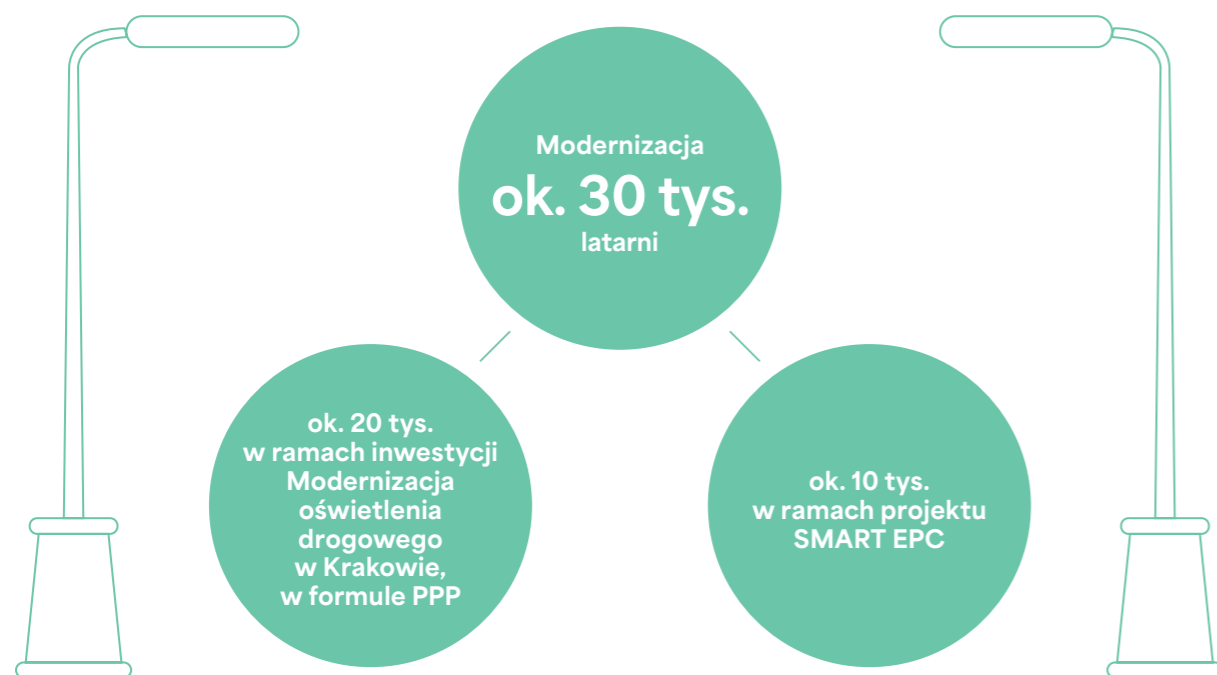 Modernizacja
ok. 30 tys.
latarni
ok. 20 tys.
w ramach inwestycji
Modernizacja
oświetlenia
drogowego
w Krakowie,
w formule PPP
ok. 10 tys.
w ramach projektu
SMART EPC